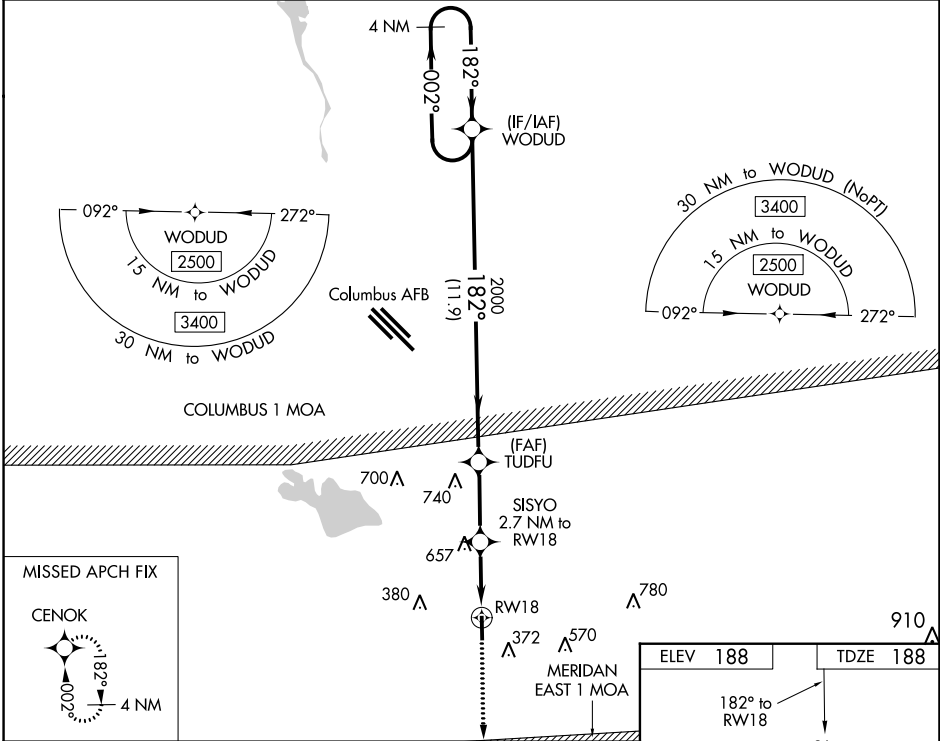 4 NM
002°
182°
(IF/IAF)
WODUD
092°
272°
WODUD
2500
15 NM to WODUD
3400
30 NM to WODUD
30 NM to WODUD (NoPT)
3400
15 NM to WODUD
2500
WODUD
092°
272°
Columbus AFB
2000
182°
(11.9)
COLUMBUS 1 MOA
(FAF)
TUDFU
700
740
SISYO
2.7 NM to
RW18
657
380
RW18
780
372
570
910
MERIDAN
EAST 1 MOA
MISSED APCH FIX
CENOK
182°
002°
4 NM
ELEV 188
TDZE 188
182° to
RW18